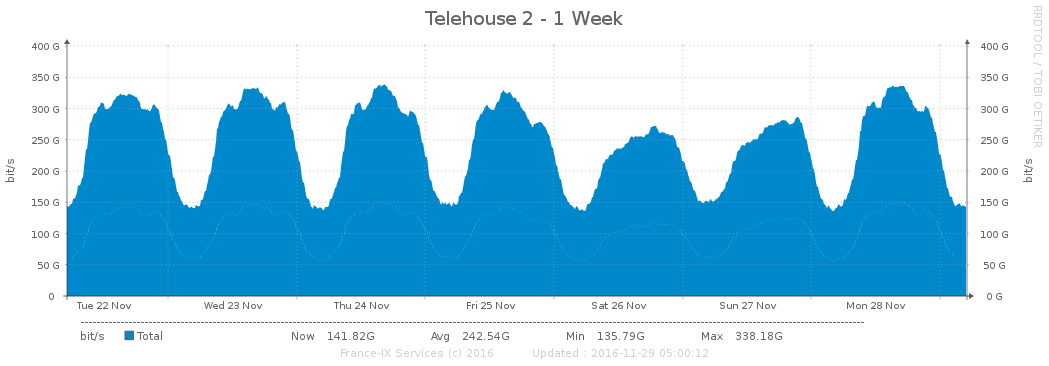 Telehouse 2 - 1 Week
RRDTOOL / TOBI OETIKER
400 G 400 G
350 G 350 G
300 G 300 G
250 G 250 G
200 G 200 G
150 G 150 G
100 G 100 G
50 G 50 G
0 0 G
bit/s bit/s
Tue 22 Nov Wed 23 Nov Thu 24 Nov Fri 25 Nov Sat 26 Nov Sun 27 Nov Mon 28 Nov
bit/s Total Now 141.82G Avg 242.54G Min 135.79G Max 338.18G
France-IX Services (c) 2016 Updated : 2016-11-29 05:00:12